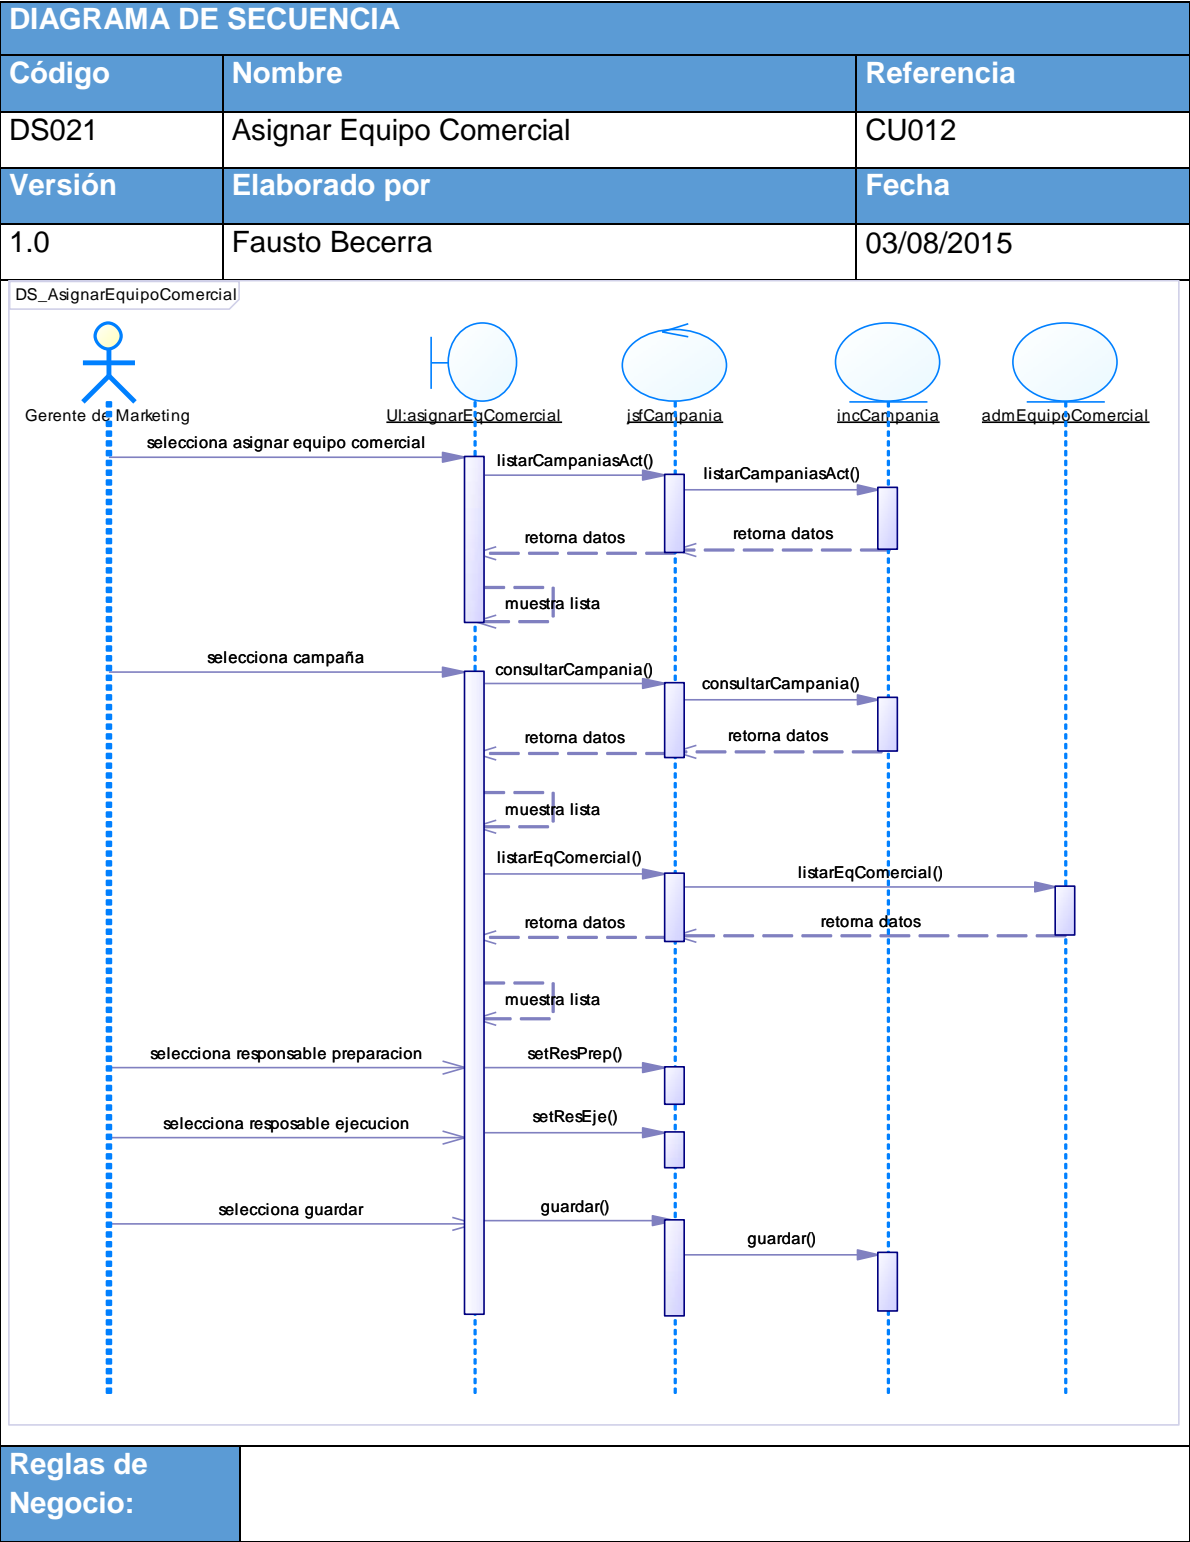 DIAGRAMA DE SECUENCIA
Código Nombre Referencia
DS021 Asignar Equipo Comercial CU012
Versión Elaborado por Fecha
1.0 Fausto Becerra 03/08/2015
DS_AsignarEquipoComercial
Gerente de Marketing UI:asignarEqComercial jsfCampania incCampania admEquipoComercial
selecciona asignar equipo comercial
listarCampaniasAct()
listarCampaniasAct()
retorna datos
retorna datos
muestra lista
selecciona campaña
consultarCampania()
consultarCampania()
retorna datos
retorna datos
muestra lista
listarEqComercial()
listarEqComercial()
retorna datos
retorna datos
muestra lista
selecciona responsable preparacion
setResPrep()
selecciona resposable ejecucion
setResEje()
selecciona guardar
guardar()
guardar()
Reglas de
Negocio: